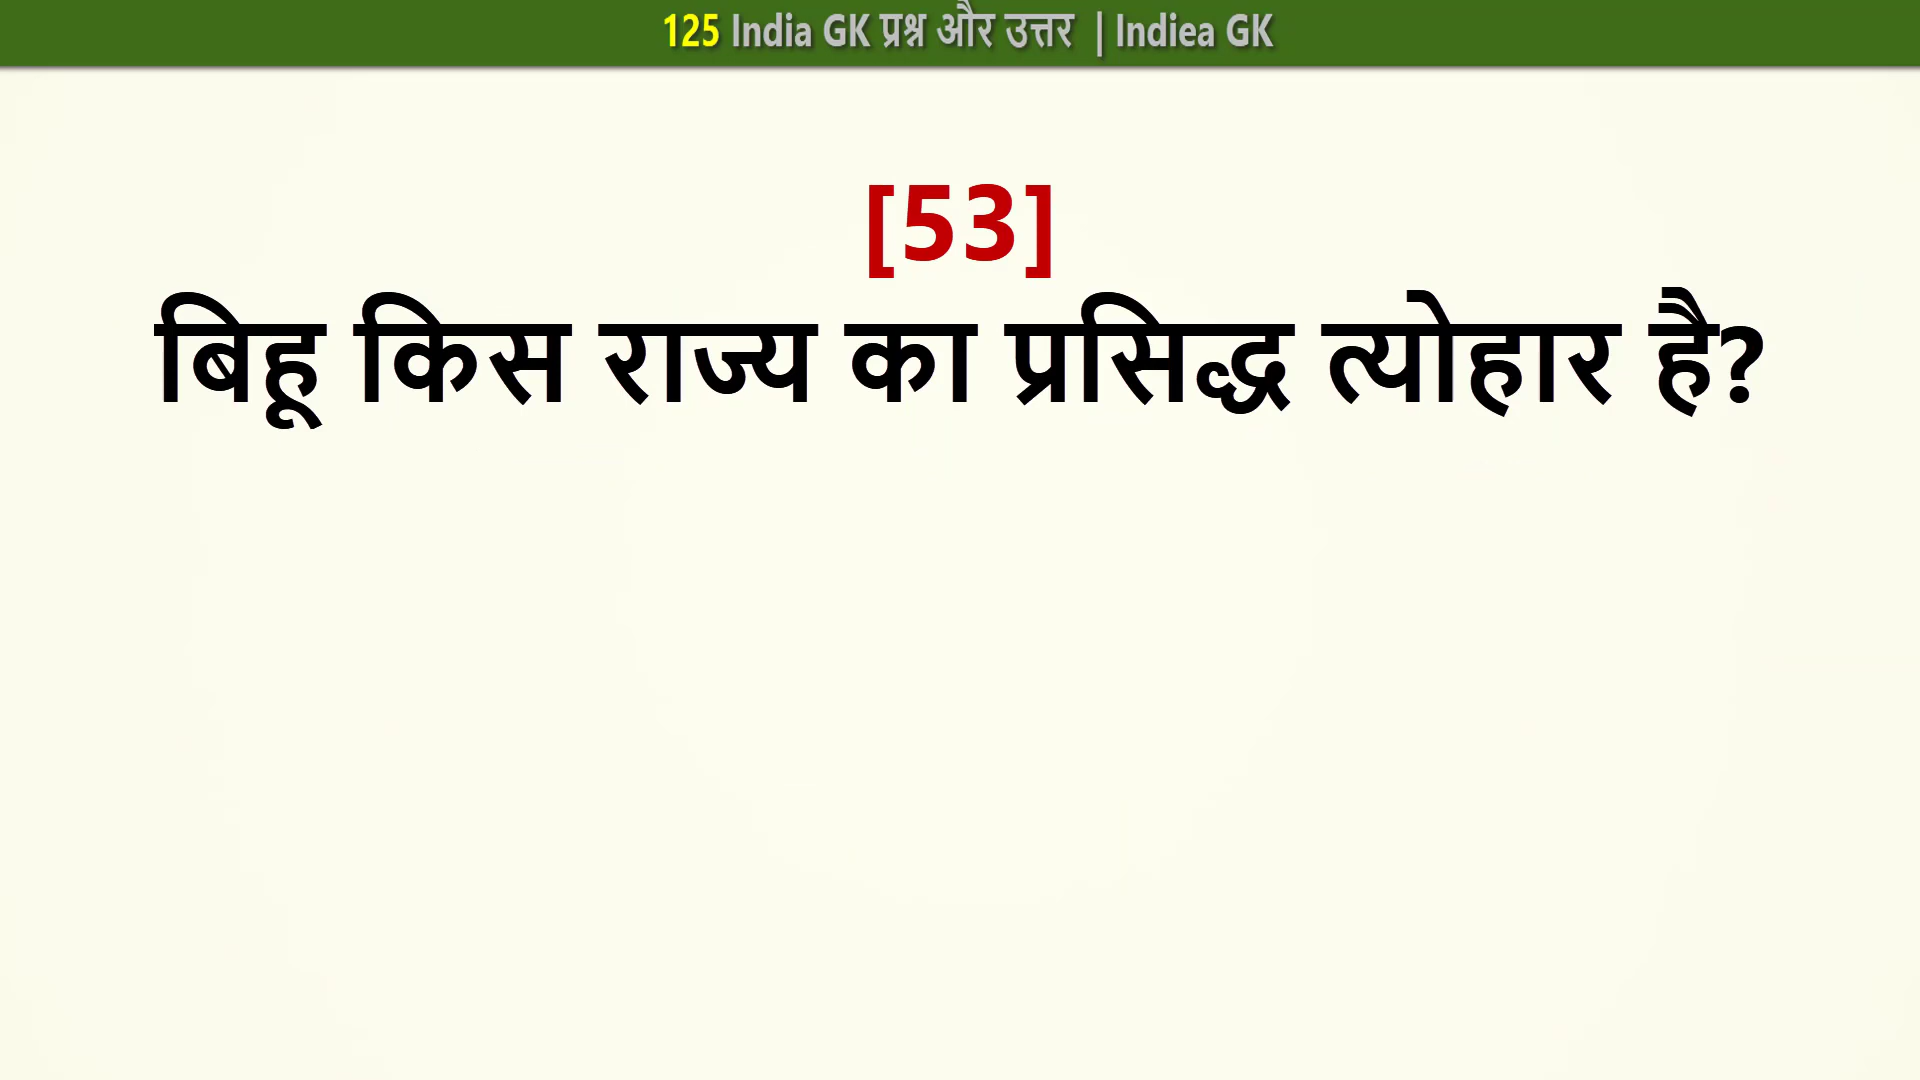 125 India GK प्रश्न और उत्तर | Indiea GK
[53]
बिहू किस राज्य का प्रसिद्ध त्योहार है?